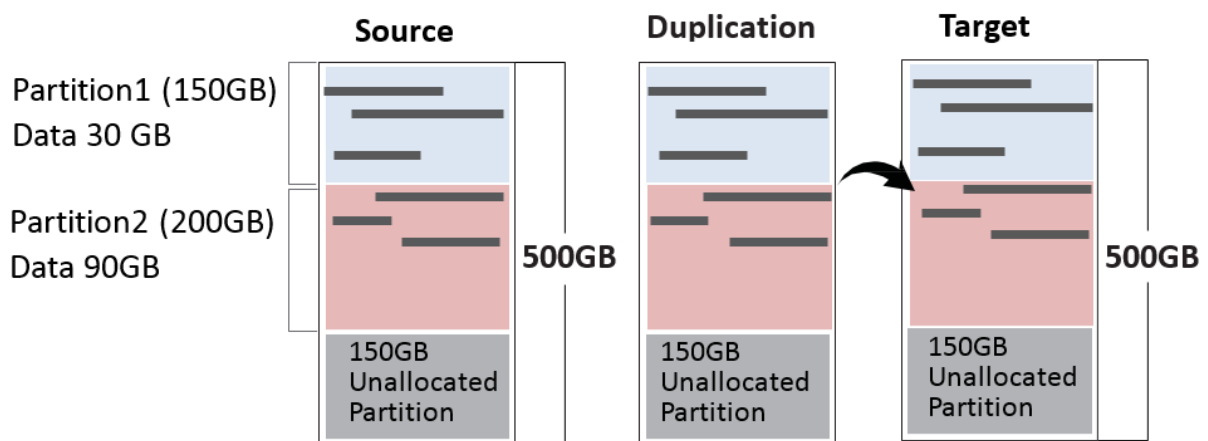 Source
Duplication
Target
Partition1 (150GB)
Data 30 GB
Partition2 (200GB)
Data 90GB
500GB
500GB
150GB
Unallocated
Partition
150GB
Unallocated
Partition
150GB
Unallocated
Partition